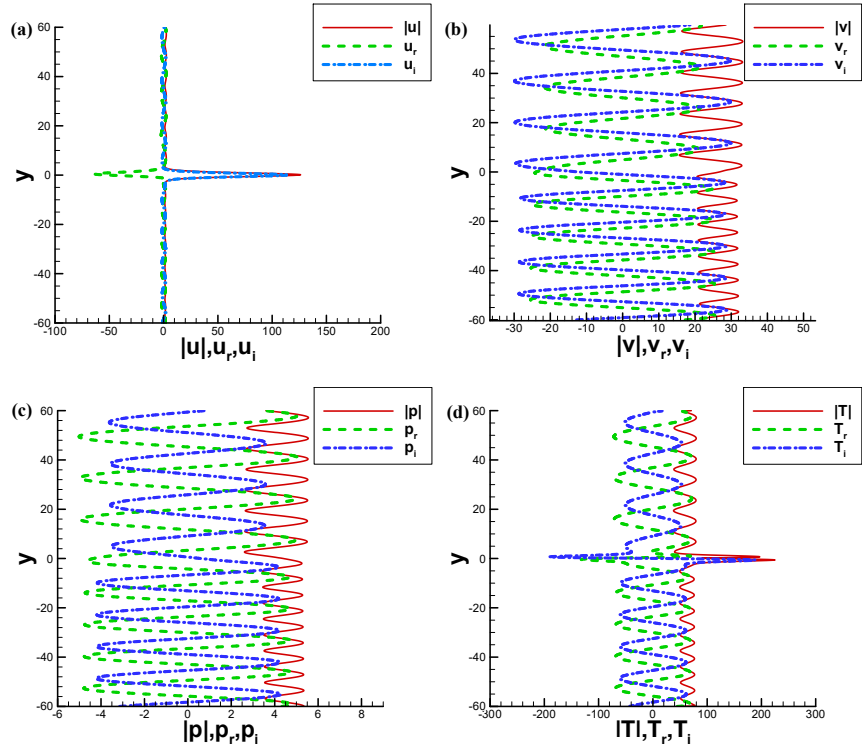 (a)
|u|
u_r
u_i
60
40
20
0
-20
-40
-60
y
-100 -50 0 50 100 150 200
|u|,u_r,u_i
(b)
|v|
v_r
v_i
40
20
0
-20
-40
-60
y
-30 -20 -10 0 10 20 30 40 50
|v|,v_r,v_i
(c)
|p|
p_r
p_i
60
40
20
0
-20
-40
-60
y
-6 -4 -2 0 2 4 6 8
|p|,p_r,p_i
(d)
|T|
T_r
T_i
60
40
20
0
-20
-40
-60
y
-300 -200 -100 0 100 200 300
|T|,T_r,T_i